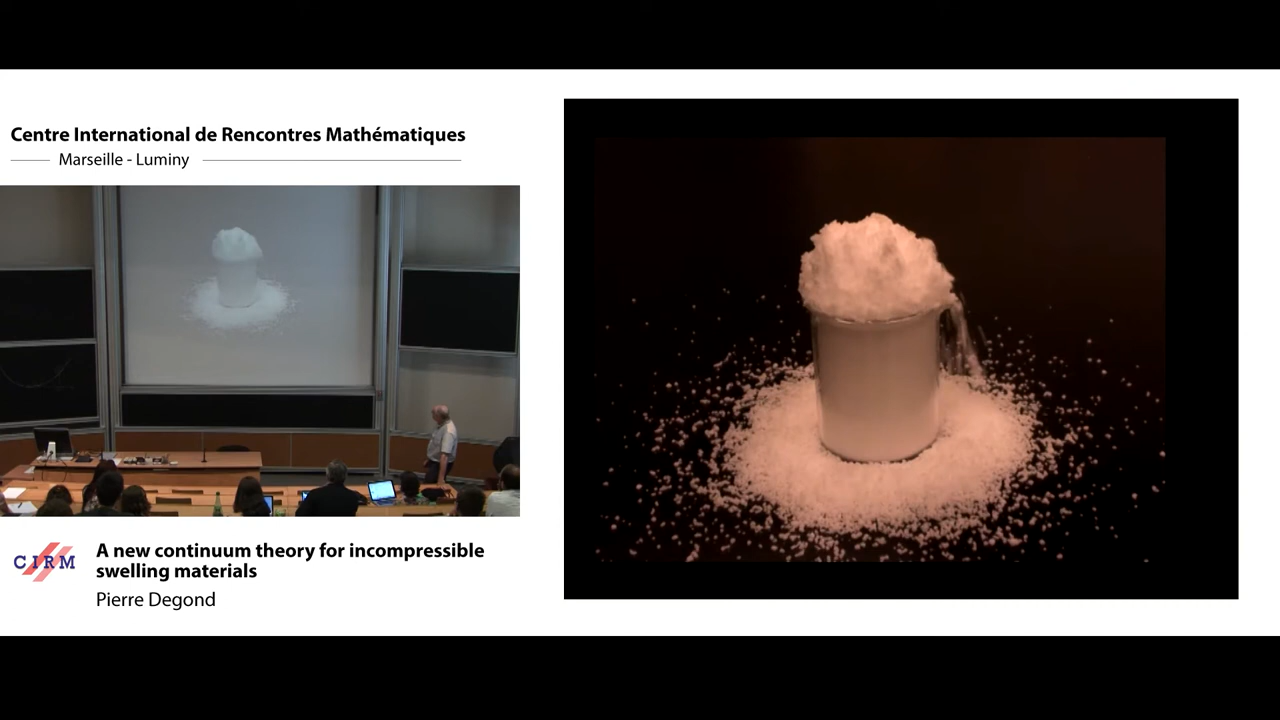 Centre International de Rencontres Mathématiques
Marseille - Luminy
CIRM
A new continuum theory for incompressible
swelling materials
Pierre Degond